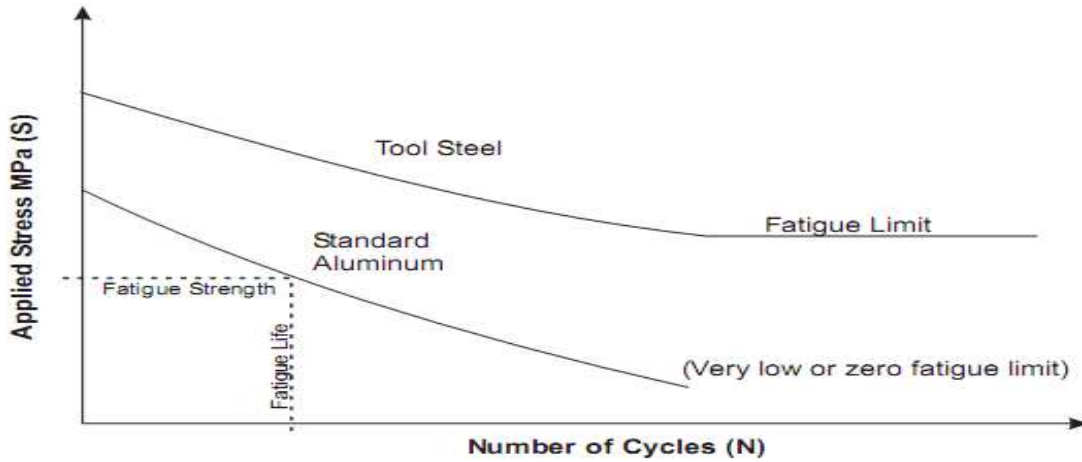 Applied Stress MPa (S)
Tool Steel
Fatigue Limit
Standard
Aluminum
Fatigue Strength
Fatigue Life
(Very low or zero fatigue limit)
Number of Cycles (N)